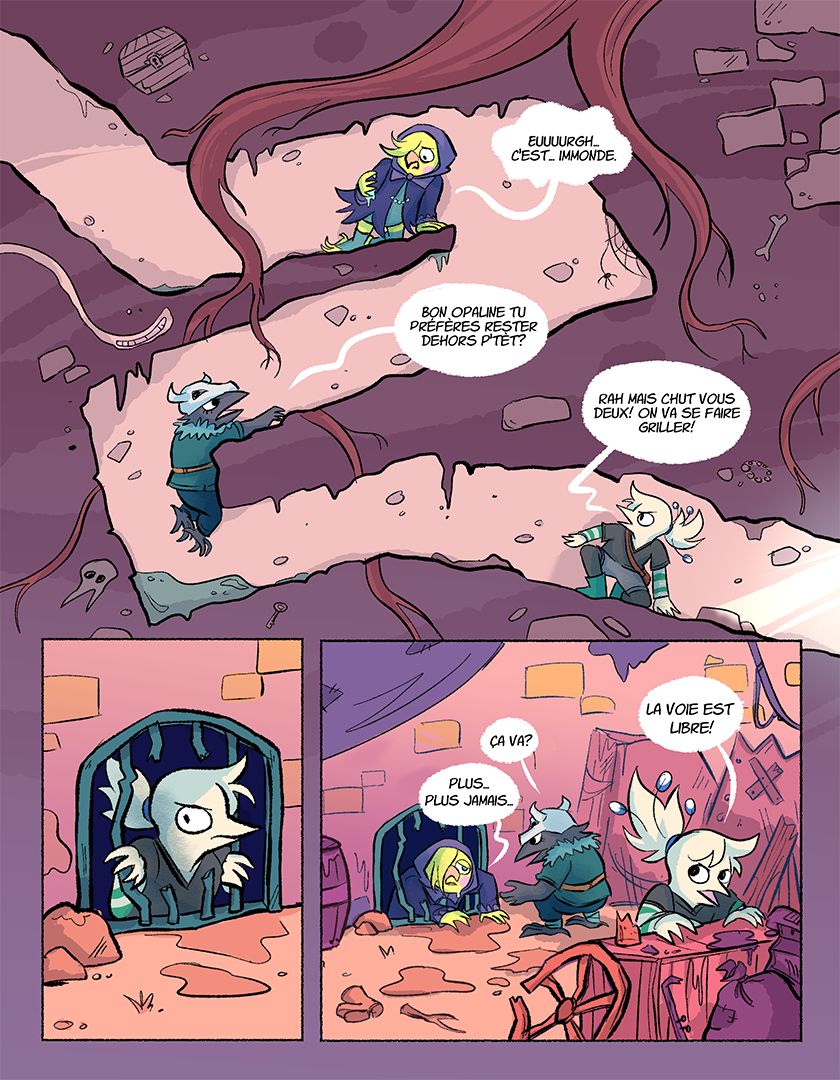 EUUUURGH...
C'EST... IMMONDE.
BON OPALINE TU
PRÉFÈRES RESTER
DEHORS P'TÊT?
RAH MAIS CHUT VOUS
DEUX! ON VA SE FAIRE
GRILLER!
PLUS...
PLUS JAMAIS...
ÇA VA?
LA VOIE EST
LIBRE!